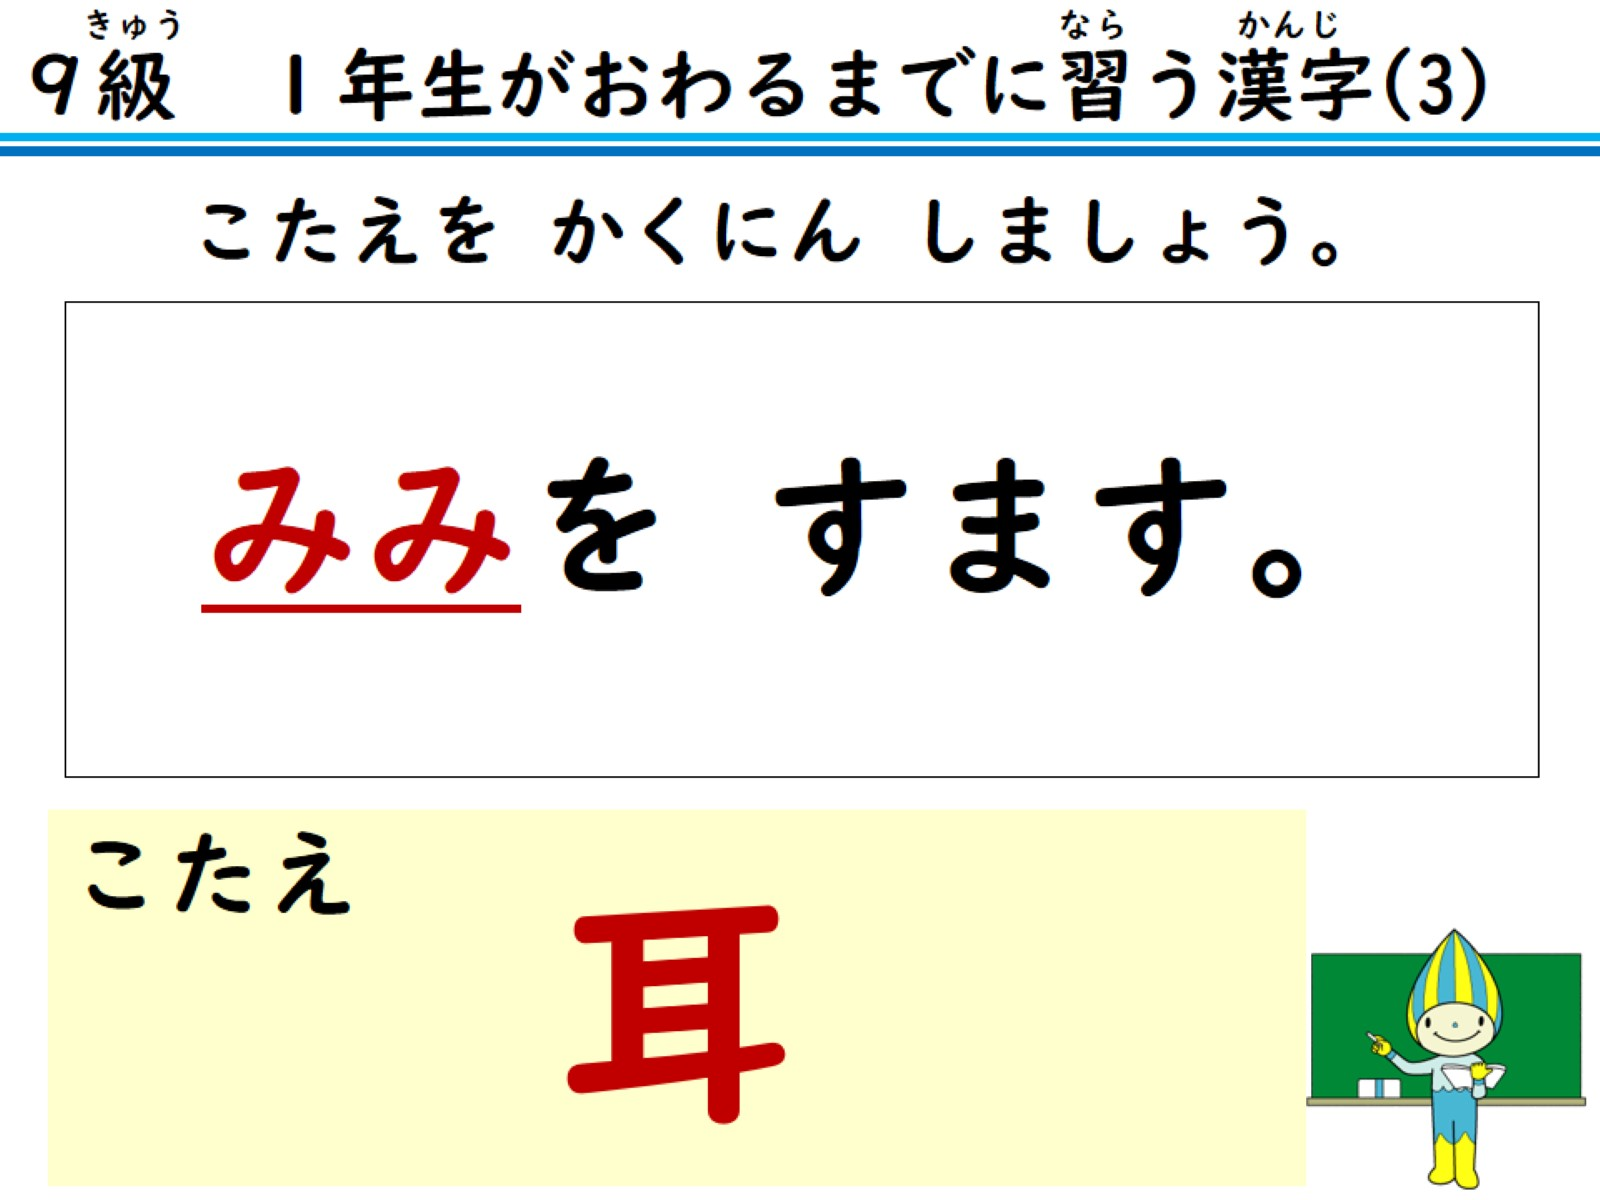 きゅう なら かんじ
9級 1年生がおわるまでに習う漢字(3)
こたえを かくにん しましょう。
みみを すます。
こたえ
耳